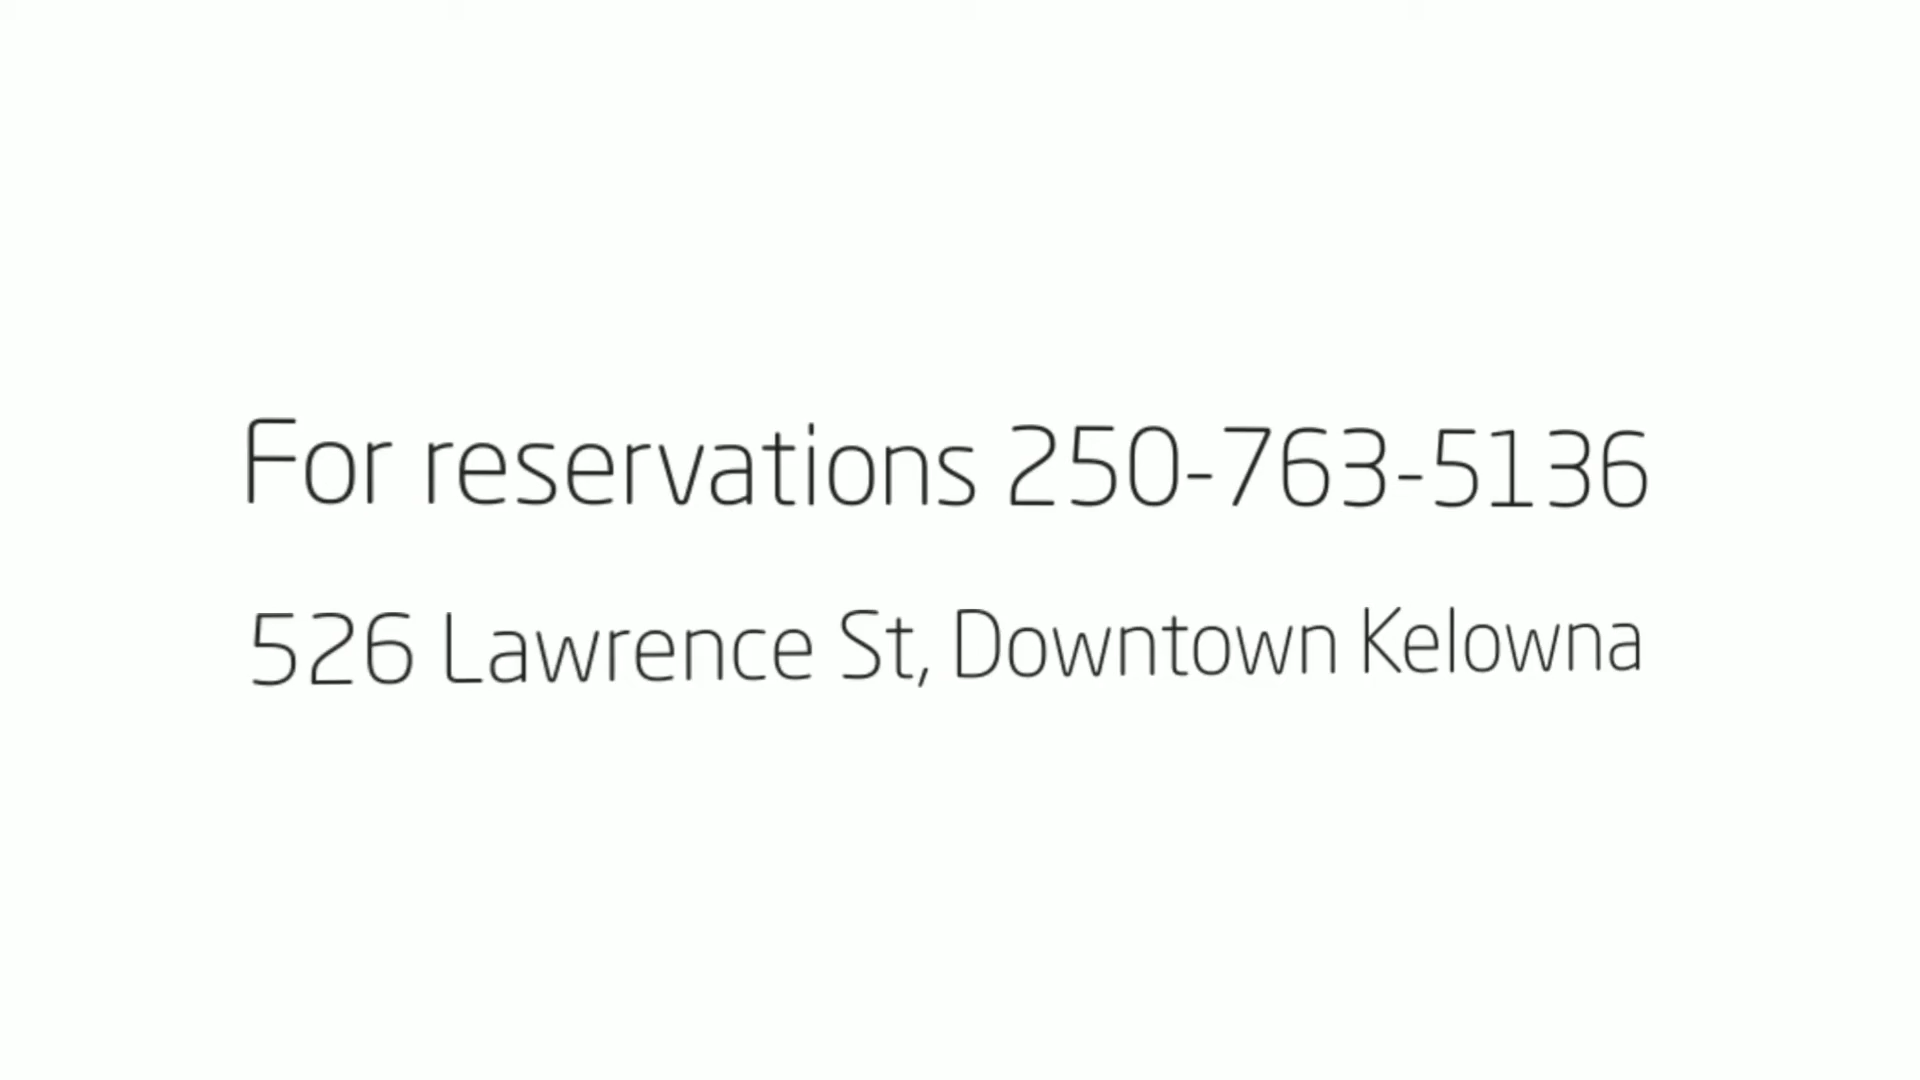 For reservations 250-763-5136
526 Lawrence St, Downtown Kelowna